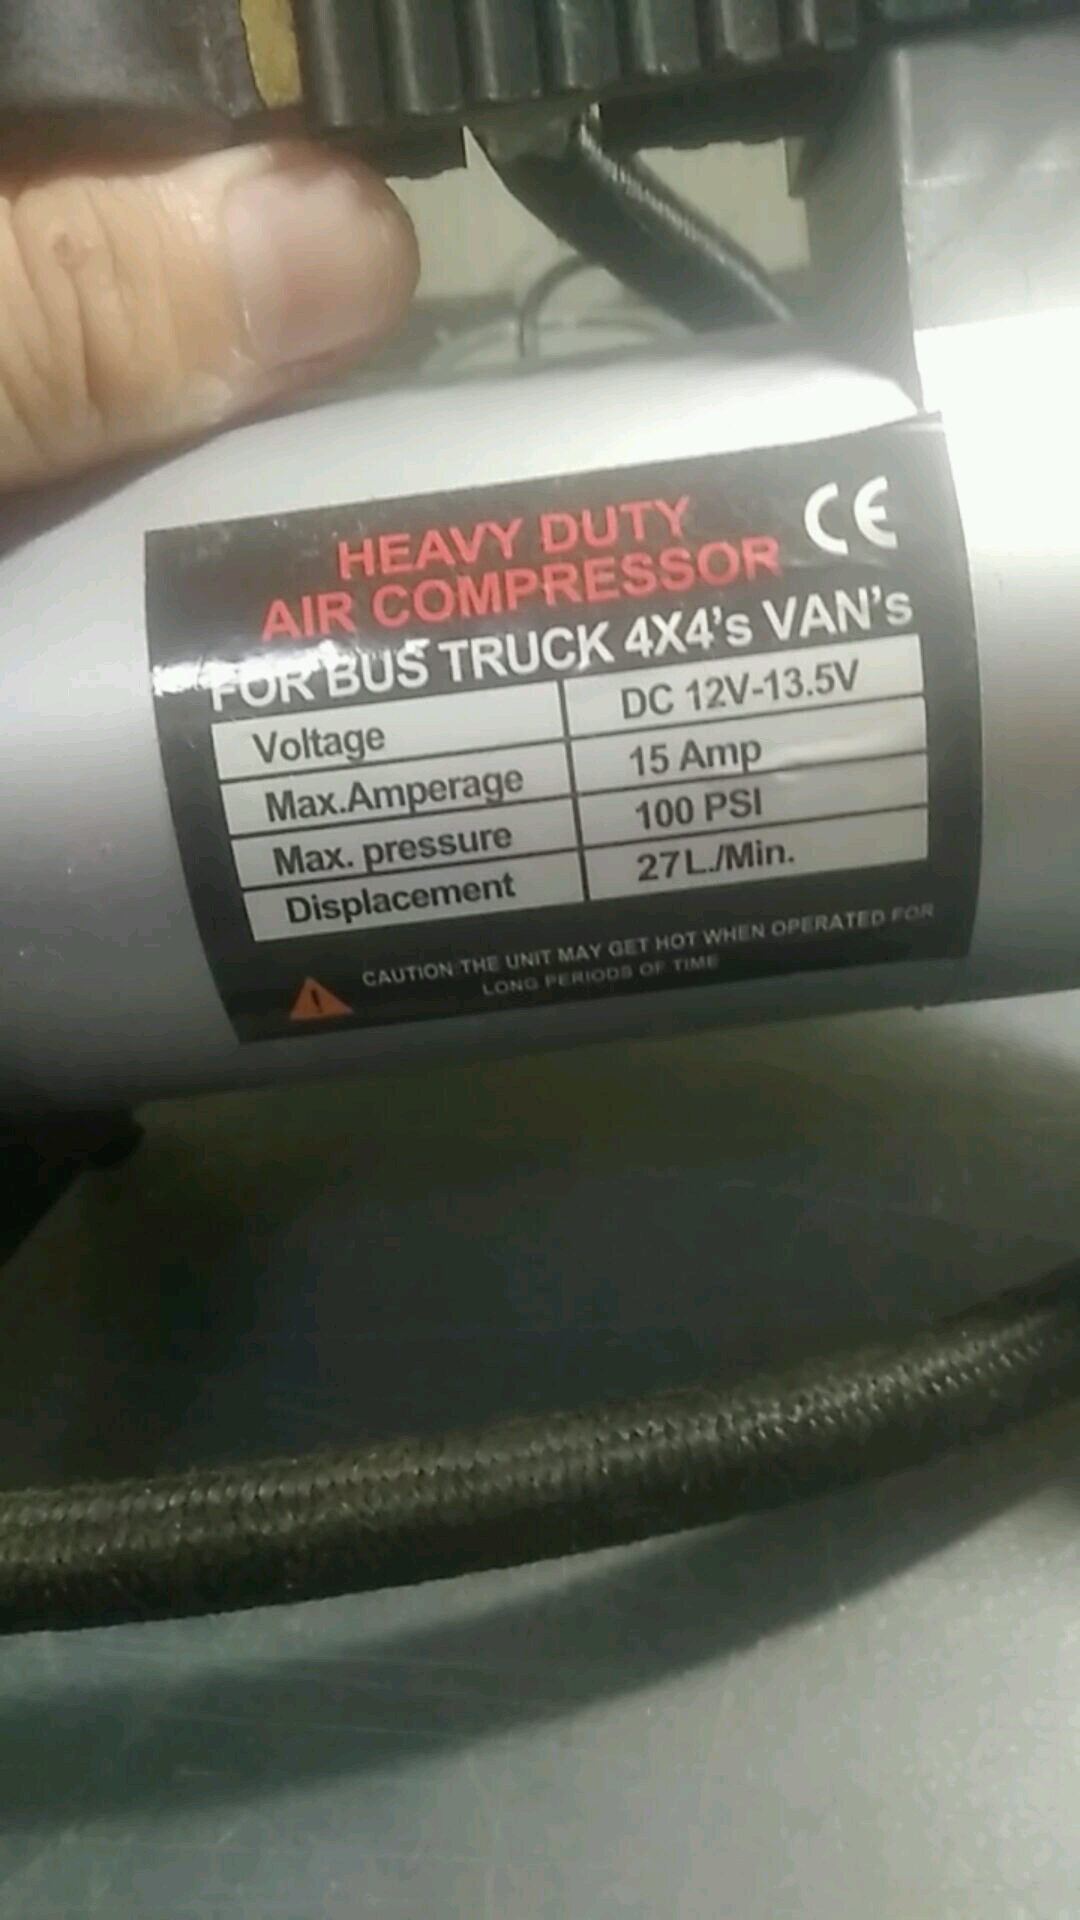 HEAVY DUTY
AIR COMPRESSOR
CE
FOR BUS TRUCK 4X4's VAN's
Voltage DC 12V-13.5V
Max.Amperage 15 Amp
Max. pressure 100 PSI
Displacement 27L./Min.
CAUTION THE UNIT MAY GET HOT WHEN OPERATED FOR
LONG PERIODS OF TIME